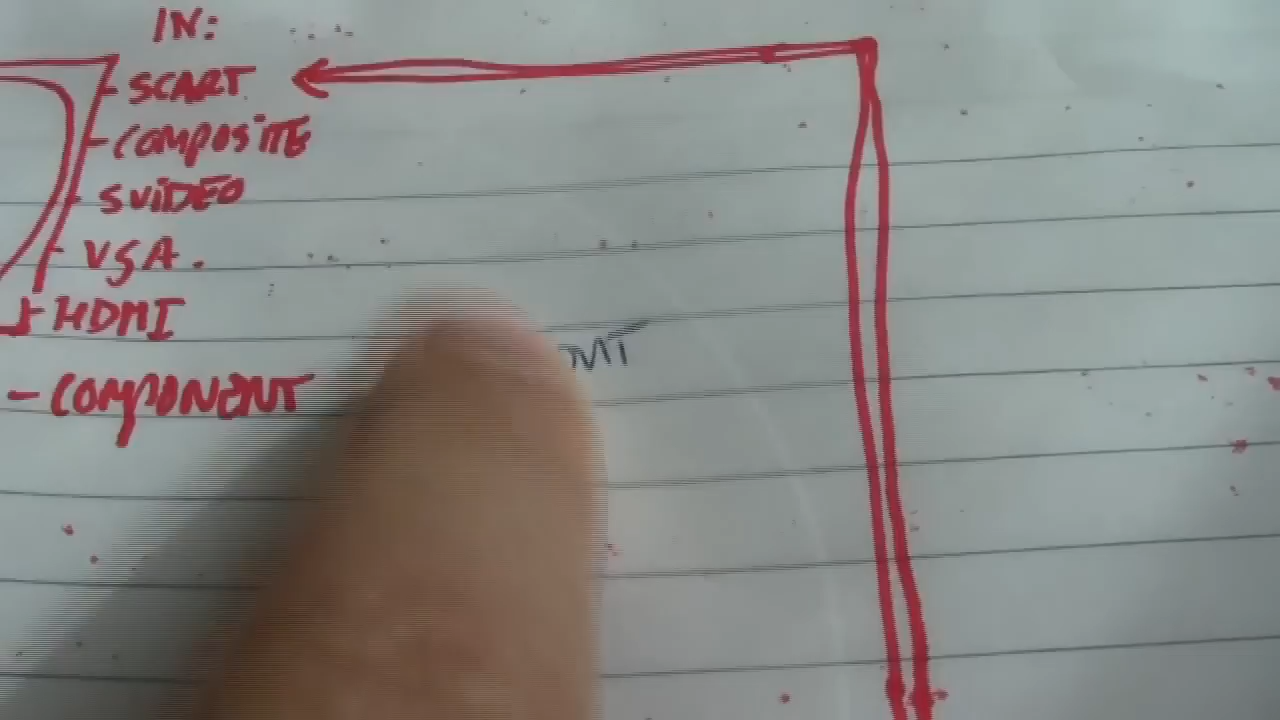 IN:
SCART
COMPOSITE
SVIDEO
VGA.
HDMI
- COMPONENT